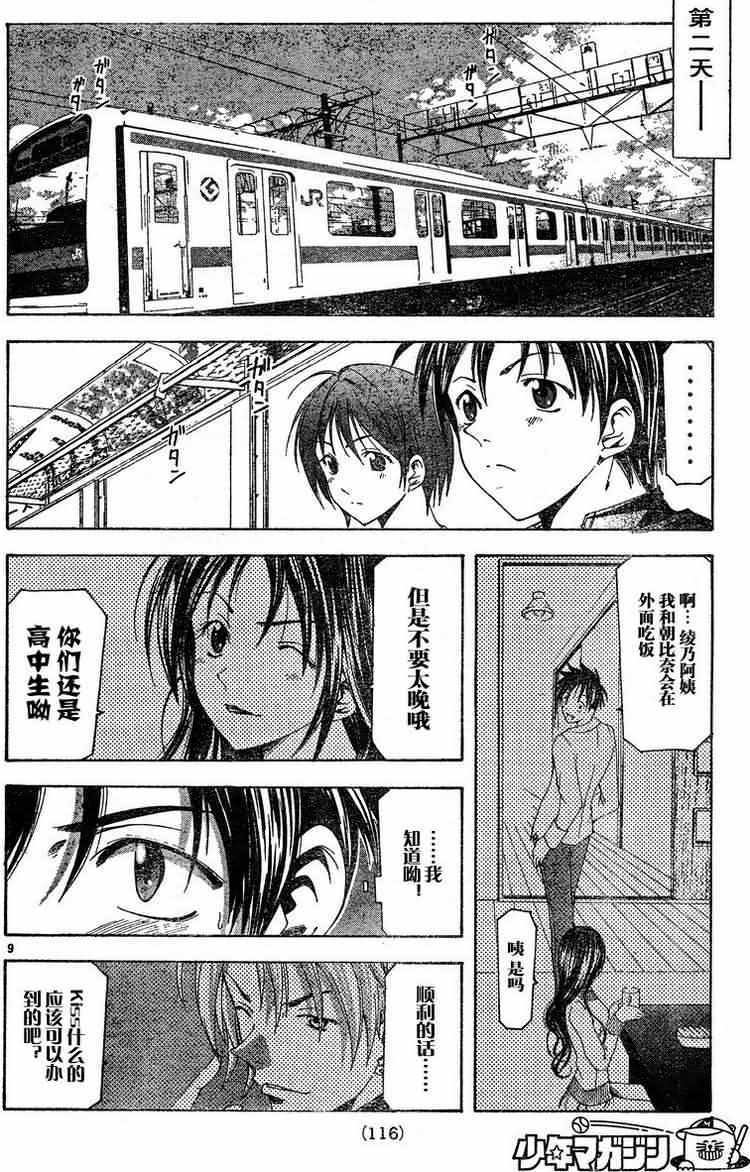 第二天——
ガタン
ガタン
JR
JR
ガタン
ガタン
………
啊…绫乃阿姨
我和朝比奈会在
外面吃饭
咦是吗
但是不要太晚哦
你们还是
高中生呦
……我
知道呦！
顺利的话……
Kiss什么的
应该可以办
到的吧？
9
(116)
少年マガジン